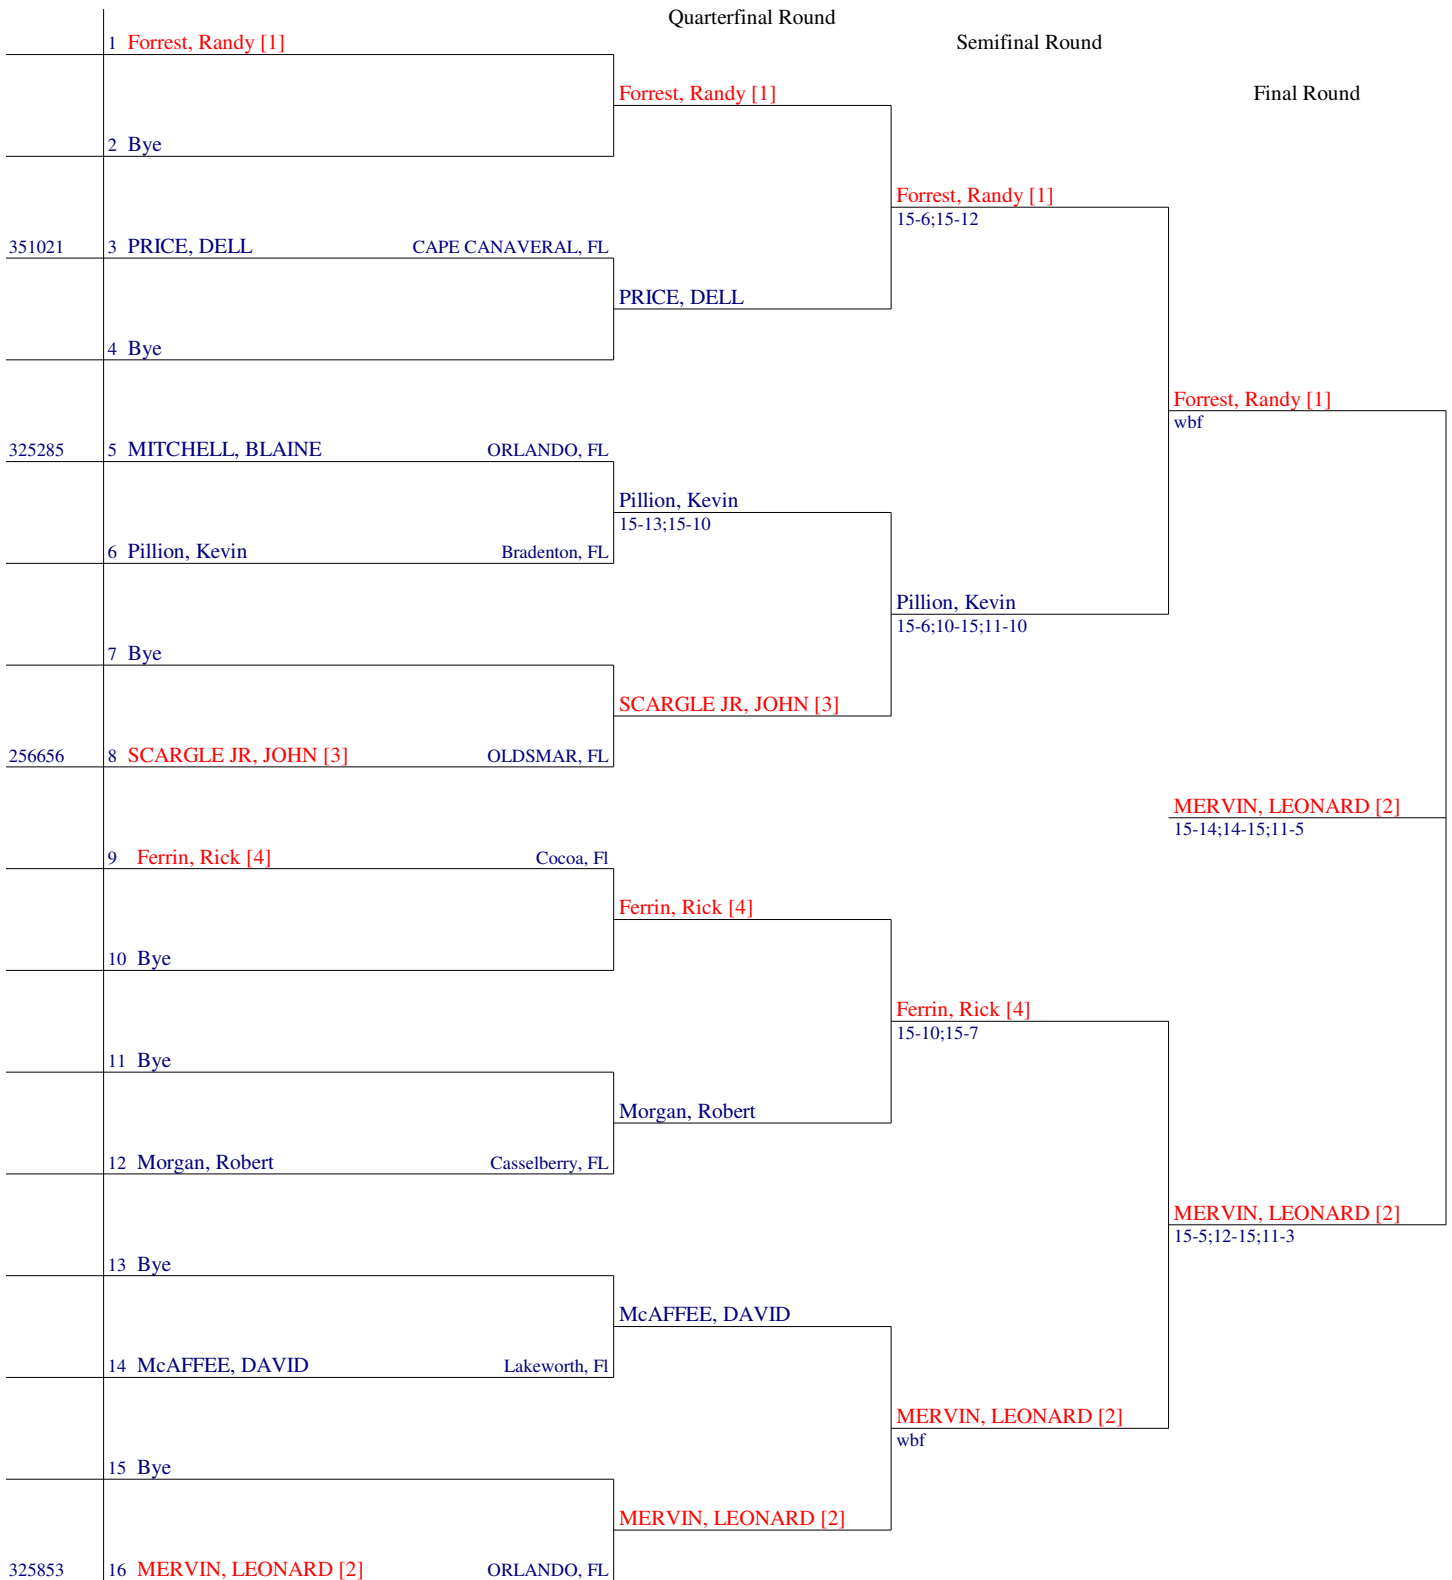 Quarterfinal Round
Semifinal Round
Final Round
1 Forrest, Randy [1]
Forrest, Randy [1]
2 Bye
Forrest, Randy [1]
15-6;15-12
351021 3 PRICE, DELL CAPE CANAVERAL, FL
PRICE, DELL
4 Bye
Forrest, Randy [1]
wbf
325285 5 MITCHELL, BLAINE ORLANDO, FL
Pillion, Kevin
15-13;15-10
6 Pillion, Kevin Bradenton, FL
Pillion, Kevin
15-6;10-15;11-10
7 Bye
SCARGLE JR, JOHN [3]
256656 8 SCARGLE JR, JOHN [3] OLDSMAR, FL
MERVIN, LEONARD [2]
15-14;14-15;11-5
9 Ferrin, Rick [4] Cocoa, Fl
Ferrin, Rick [4]
10 Bye
Ferrin, Rick [4]
15-10;15-7
11 Bye
Morgan, Robert
12 Morgan, Robert Casselberry, FL
MERVIN, LEONARD [2]
15-5;12-15;11-3
13 Bye
McAFFEE, DAVID
14 McAFFEE, DAVID Lakeworth, Fl
MERVIN, LEONARD [2]
wbf
15 Bye
MERVIN, LEONARD [2]
325853 16 MERVIN, LEONARD [2] ORLANDO, FL